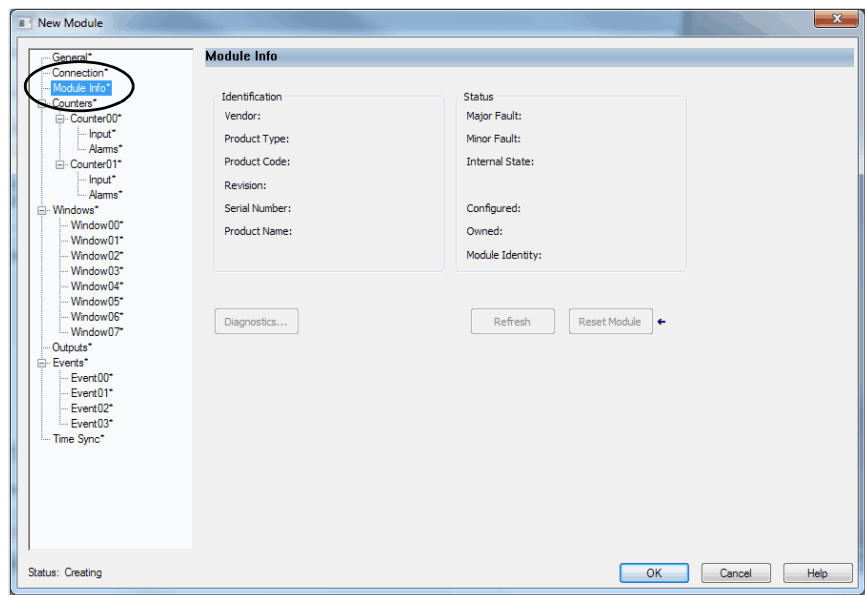 New Module
General*
Connection*
Module Info*
Counters*
Counter00*
Input*
Alarms*
Counter01*
Input*
Alarms*
Windows*
Window00*
Window01*
Window02*
Window03*
Window04*
Window05*
Window06*
Window07*
Outputs*
Events*
Event00*
Event01*
Event02*
Event03*
Time Sync*
Module Info
Identification
Vendor:
Product Type:
Product Code:
Revision:
Serial Number:
Product Name:
Status
Major Fault:
Minor Fault:
Internal State:
Configured:
Owned:
Module Identity:
Diagnostics...
Refresh
Reset Module
Status: Creating
OK
Cancel
Help